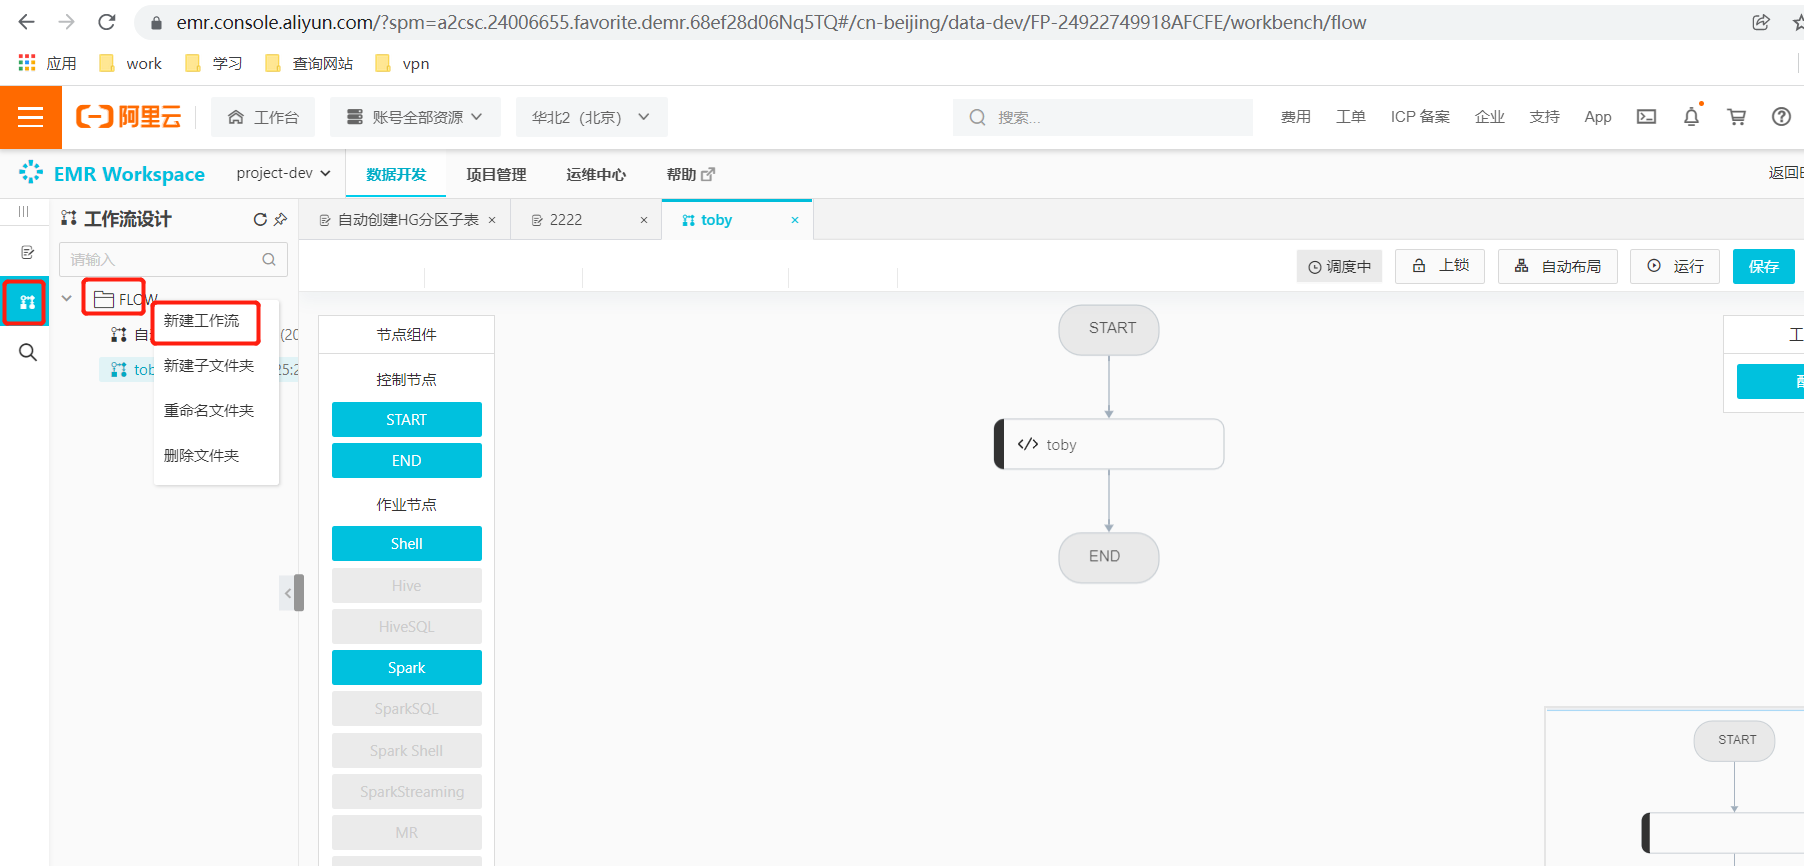 emr.console.aliyun.com/?spm=a2csc.24006655.favorite.demr.68ef28d06Nq5TQ#/cn-beijing/data-dev/FP-24922749918AFCFE/workbench/flow
应用 work 学习 查询网站 vpn
阿里云 工作台 账号全部资源 华北2（北京） 搜索... 费用 工单 ICP 备案 企业 支持 App
EMR Workspace project-dev 数据开发 项目管理 运维中心 帮助 返回
工作流设计 自动创建HG分区子表 × 2222 × toby ×
请输入
调度中 上锁 自动布局 运行 保存
FLOW
新建工作流
自 (20
新建子文件夹
tob 25:2
重命名文件夹
删除文件夹
节点组件
控制节点
START
END
作业节点
Shell
Hive
HiveSQL
Spark
SparkSQL
Spark Shell
SparkStreaming
MR
START
</> toby
END
工
START